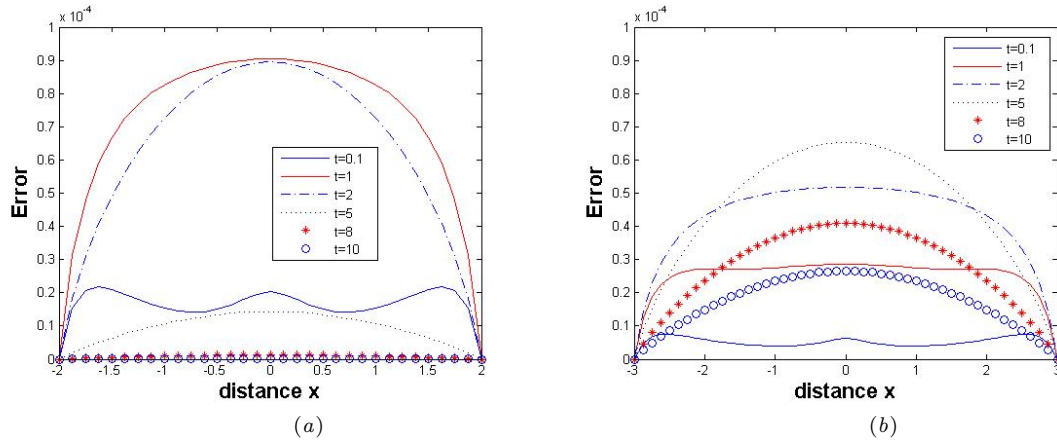 x 10⁻⁴
1
0.9
0.8
0.7
0.6
0.5
0.4
0.3
0.2
0.1
0
Error
t=0.1
t=1
t=2
t=5
t=8
t=10
-2 -1.5 -1 -0.5 0 0.5 1 1.5 2
distance x
(a)
x 10⁻⁴
1
0.9
0.8
0.7
0.6
0.5
0.4
0.3
0.2
0.1
0
Error
t=0.1
t=1
t=2
t=5
t=8
t=10
-3 -2 -1 0 1 2 3
distance x
(b)